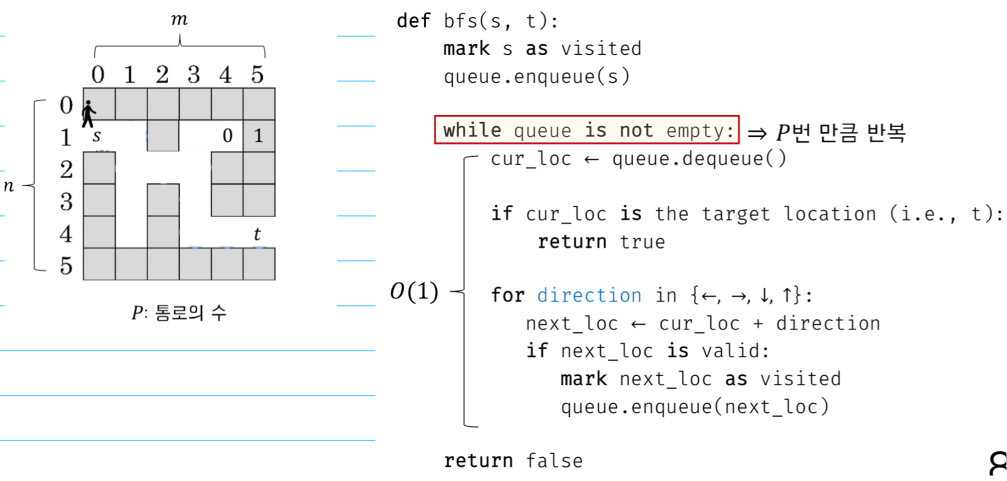 m
0 1 2 3 4 5
0
1 s 0 1
2
n
3
4 t
5
P: 통로의 수
def bfs(s, t):
mark s as visited
queue.enqueue(s)
while queue is not empty: ⇒ P번 만큼 반복
cur_loc ← queue.dequeue()
if cur_loc is the target location (i.e., t):
return true
O(1)
for direction in {←, →, ↓, ↑}:
next_loc ← cur_loc + direction
if next_loc is valid:
mark next_loc as visited
queue.enqueue(next_loc)
return false